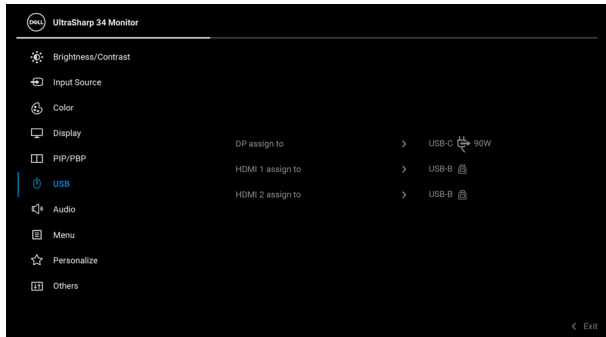 DELL UltraSharp 34 Monitor
Brightness/Contrast
Input Source
Color
Display
PIP/PBP
USB
Audio
Menu
Personalize
Others
DP assign to > USB-C 90W
HDMI 1 assign to > USB-B
HDMI 2 assign to > USB-B
< Exit